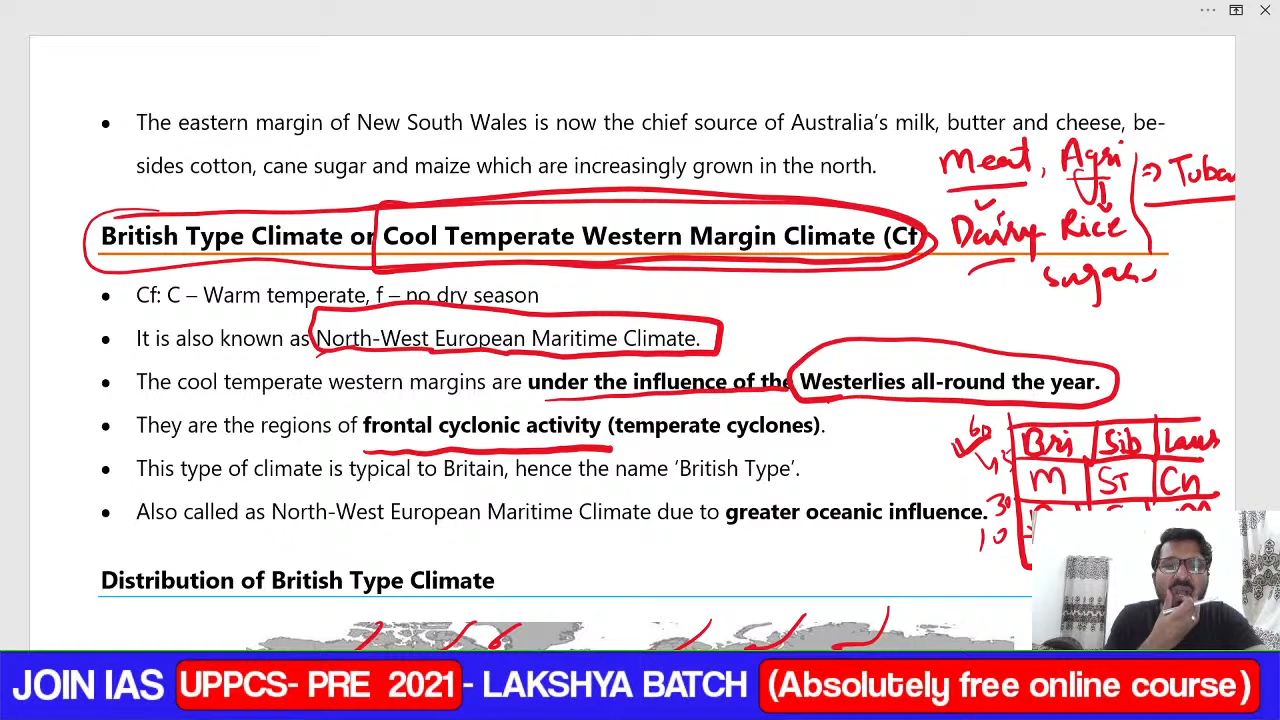 • The eastern margin of New South Wales is now the chief source of Australia's milk, butter and cheese, be-
sides cotton, cane sugar and maize which are increasingly grown in the north.
Meat, Agri
⇒
Dairy Rice
sugar
British Type Climate or Cool Temperate Western Margin Climate (Cf
• Cf: C – Warm temperate, f – no dry season
• It is also known as North-West European Maritime Climate.
• The cool temperate western margins are under the influence of the Westerlies all-round the year.
• They are the regions of frontal cyclonic activity (temperate cyclones).
• This type of climate is typical to Britain, hence the name 'British Type'.
• Also called as North-West European Maritime Climate due to greater oceanic influence.
60 Bri Sib
45 M ST Cn
30
10
Distribution of British Type Climate
JOIN IAS UPPCS- PRE 2021 - LAKSHYA BATCH (Absolutely free online course)